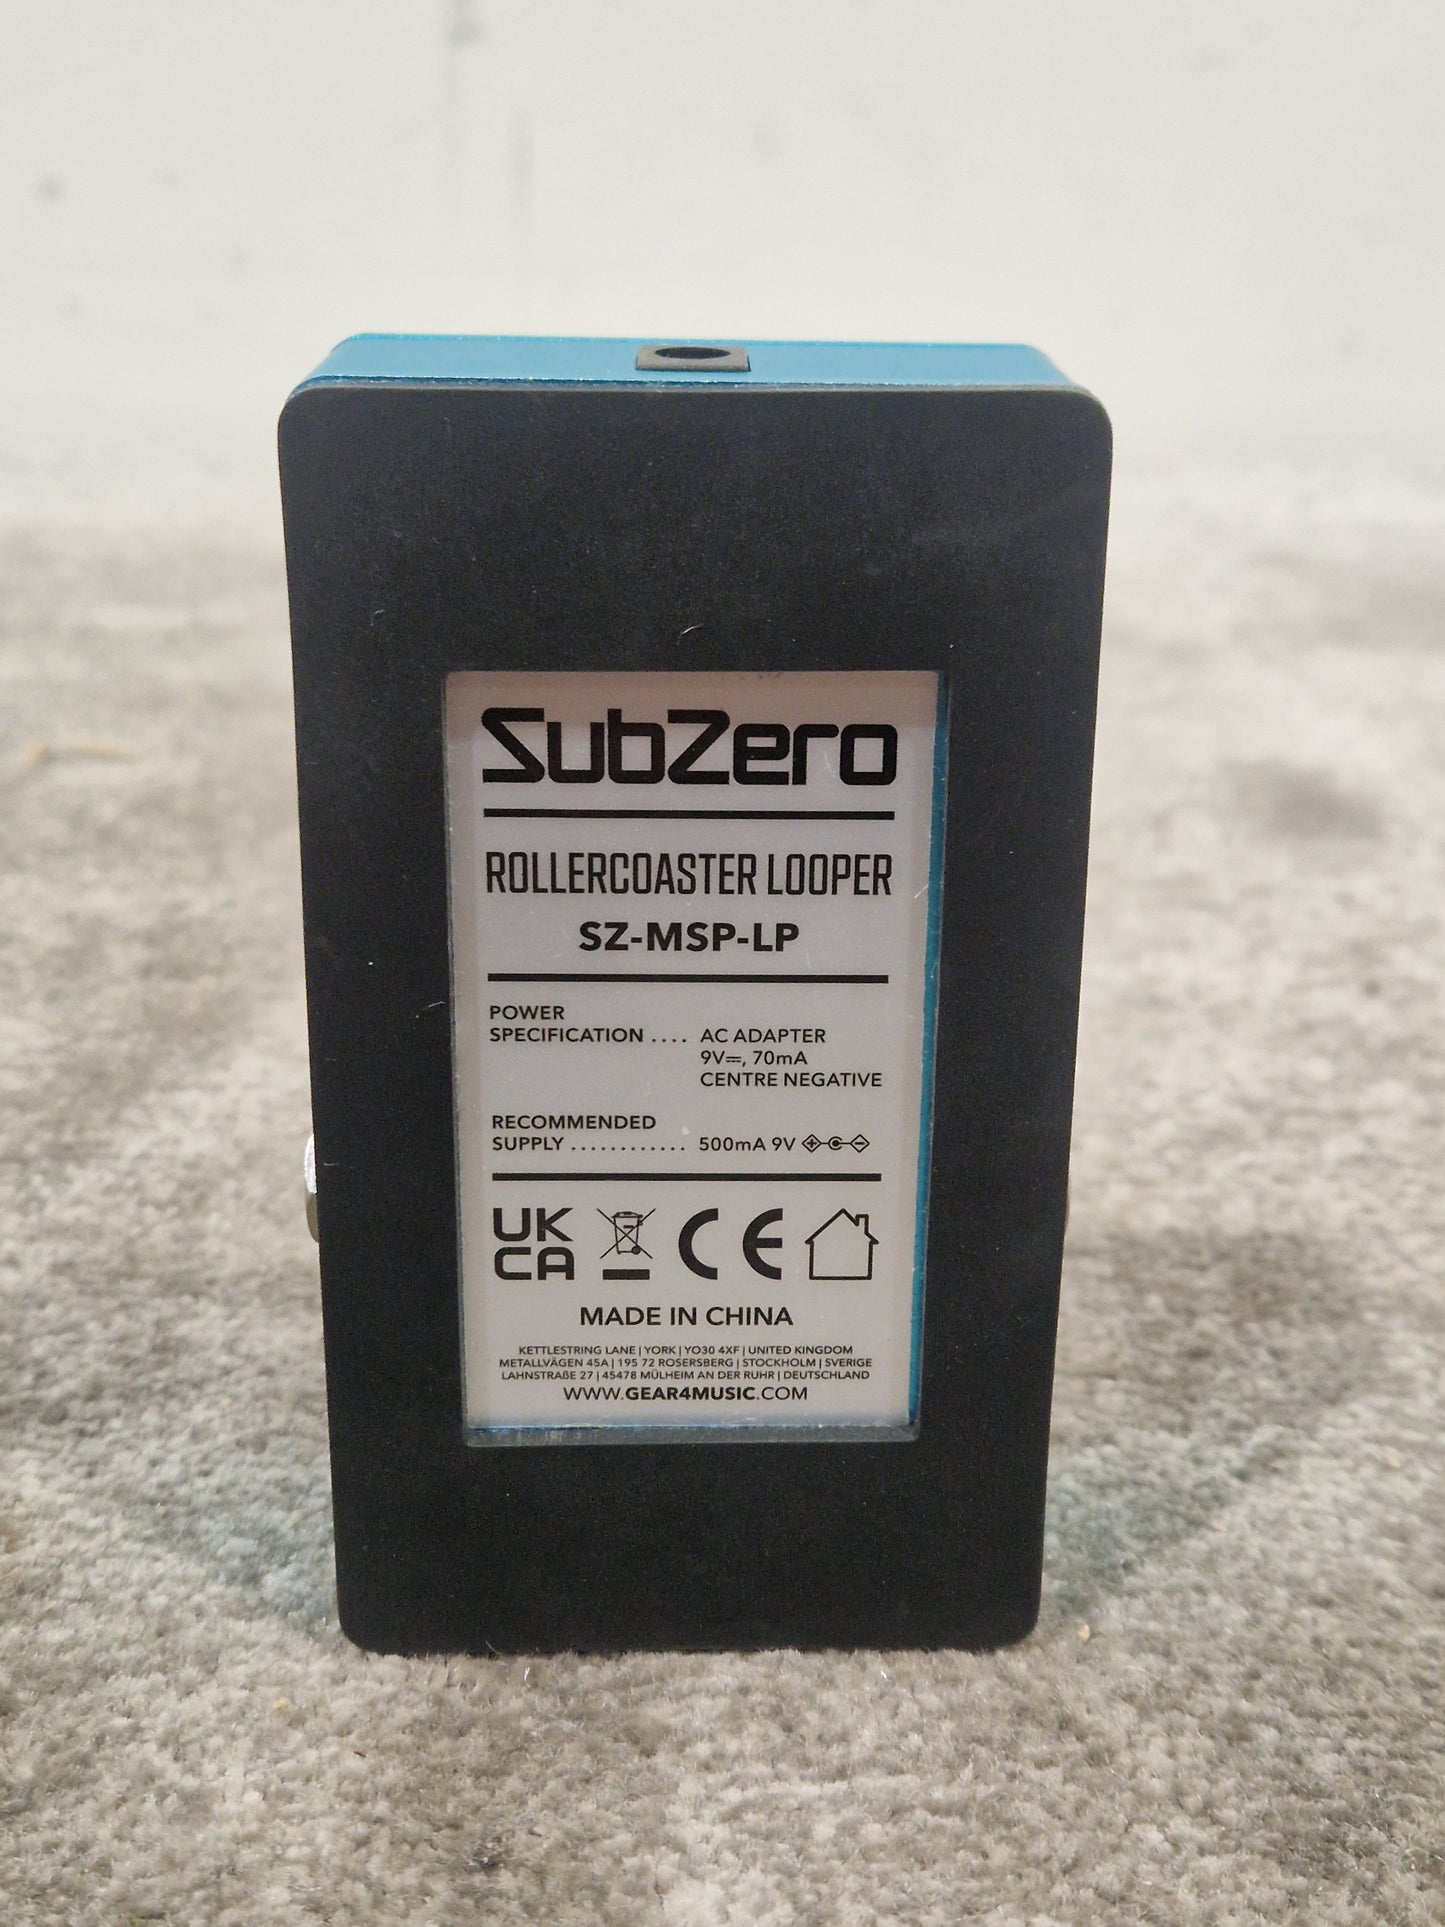 SubZero
ROLLERCOASTER LOOPER
SZ-MSP-LP
POWER
SPECIFICATION .... AC ADAPTER
9V⎓, 70mA
CENTRE NEGATIVE
RECOMMENDED
SUPPLY ............ 500mA 9V
UK
CA
CE
MADE IN CHINA
KETTLESTRING LANE | YORK | YO30 4XF | UNITED KINGDOM
METALLVÄGEN 45A | 195 72 ROSERSBERG | STOCKHOLM | SVERIGE
LAHNSTRAßE 27 | 45478 MÜLHEIM AN DER RUHR | DEUTSCHLAND
WWW.GEAR4MUSIC.COM